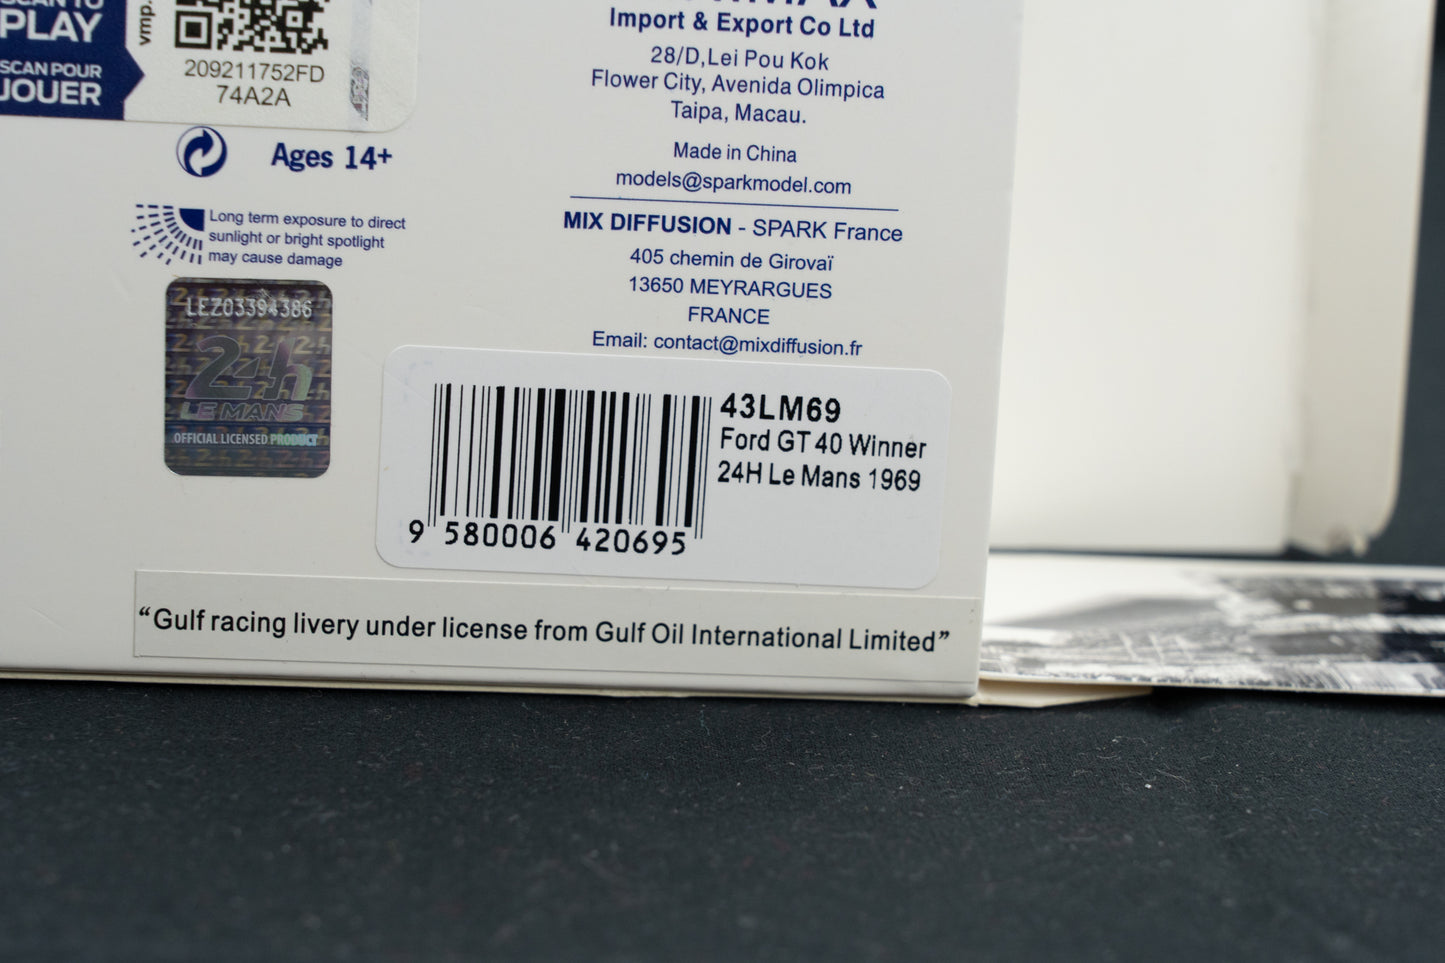 SCAN TO
PLAY
SCAN POUR
JOUER
vmp.
209211752FD
74A2A
Ages 14+
Long term exposure to direct
sunlight or bright spotlight
may cause damage
LEZ03394386
24h
LE MANS
OFFICIAL LICENSED PRODUCT
Import & Export Co Ltd
28/D,Lei Pou Kok
Flower City, Avenida Olimpica
Taipa, Macau.
Made in China
models@sparkmodel.com
MIX DIFFUSION - SPARK France
405 chemin de Girovaï
13650 MEYRARGUES
FRANCE
Email: contact@mixdiffusion.fr
43LM69
Ford GT 40 Winner
24H Le Mans 1969
9 580006 420695
“Gulf racing livery under license from Gulf Oil International Limited”